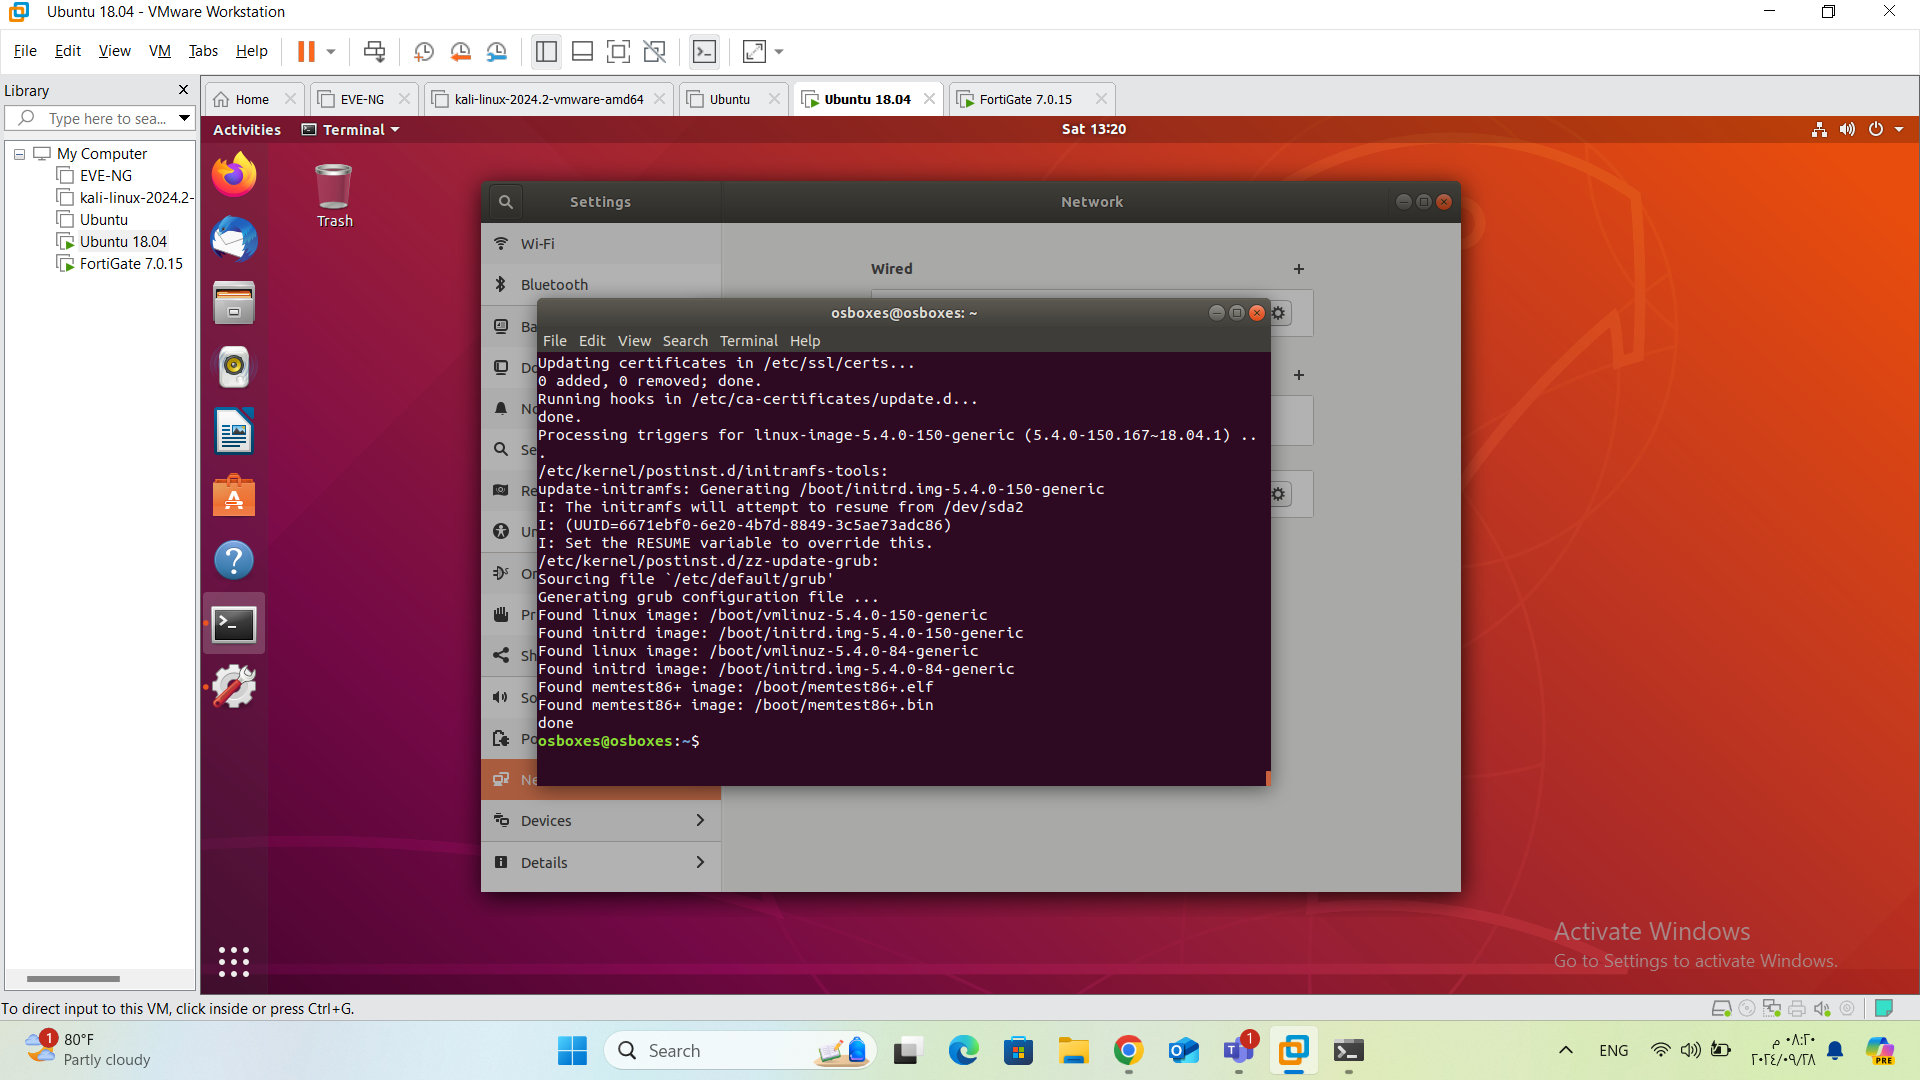 Ubuntu 18.04 - VMware Workstation
File Edit View VM Tabs Help
Library
Type here to sea...
My Computer
EVE-NG
kali-linux-2024.2-
Ubuntu
Ubuntu 18.04
FortiGate 7.0.15
Home
EVE-NG
kali-linux-2024.2-vmware-amd64
Ubuntu
Ubuntu 18.04
FortiGate 7.0.15
Activities
Terminal
Sat 13:20
Trash
Settings
Network
Wi-Fi
Bluetooth
Ba
Do
No
Se
Re
Un
On
Pr
Sh
So
Po
Ne
Devices
Details
Wired
osboxes@osboxes: ~
File Edit View Search Terminal Help
Updating certificates in /etc/ssl/certs...
0 added, 0 removed; done.
Running hooks in /etc/ca-certificates/update.d...
done.
Processing triggers for linux-image-5.4.0-150-generic (5.4.0-150.167~18.04.1) ..
.
/etc/kernel/postinst.d/initramfs-tools:
update-initramfs: Generating /boot/initrd.img-5.4.0-150-generic
I: The initramfs will attempt to resume from /dev/sda2
I: (UUID=6671ebf0-6e20-4b7d-8849-3c5ae73adc86)
I: Set the RESUME variable to override this.
/etc/kernel/postinst.d/zz-update-grub:
Sourcing file `/etc/default/grub'
Generating grub configuration file ...
Found linux image: /boot/vmlinuz-5.4.0-150-generic
Found initrd image: /boot/initrd.img-5.4.0-150-generic
Found linux image: /boot/vmlinuz-5.4.0-84-generic
Found initrd image: /boot/initrd.img-5.4.0-84-generic
Found memtest86+ image: /boot/memtest86+.elf
Found memtest86+ image: /boot/memtest86+.bin
done
osboxes@osboxes:~$
Activate Windows
Go to Settings to activate Windows.
To direct input to this VM, click inside or press Ctrl+G.
1
80°F
Partly cloudy
Search
1
ENG
٠٨:٢٠ م
٢٠٢٤/٠٩/٢٨
PRE